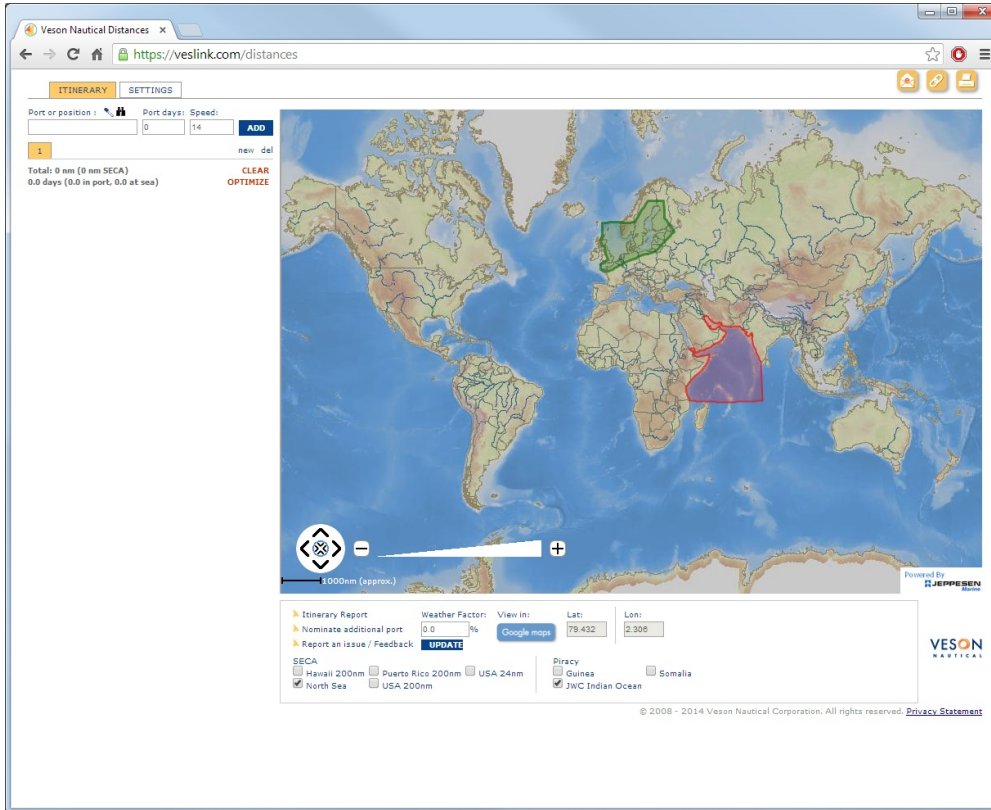 Veson Nautical Distances
https://veslink.com/distances
ITINERARY SETTINGS
Port or position : Port days: Speed:
0 14 ADD
1 new del
Total: 0 nm (0 nm SECA) CLEAR
0.0 days (0.0 in port, 0.0 at sea) OPTIMIZE
1000nm (approx.)
Powered By
JEPPESEN
Marine
Itinerary Report Weather Factor: View in: Lat: Lon:
Nominate additional port 0.0 % Google maps 79.432 2.306
Report an issue / Feedback UPDATE
SECA Piracy
Hawaii 200nm Puerto Rico 200nm USA 24nm Guinea Somalia
North Sea USA 200nm JWC Indian Ocean
VESON
NAUTICAL
© 2008 - 2014 Veson Nautical Corporation. All rights reserved. Privacy Statement